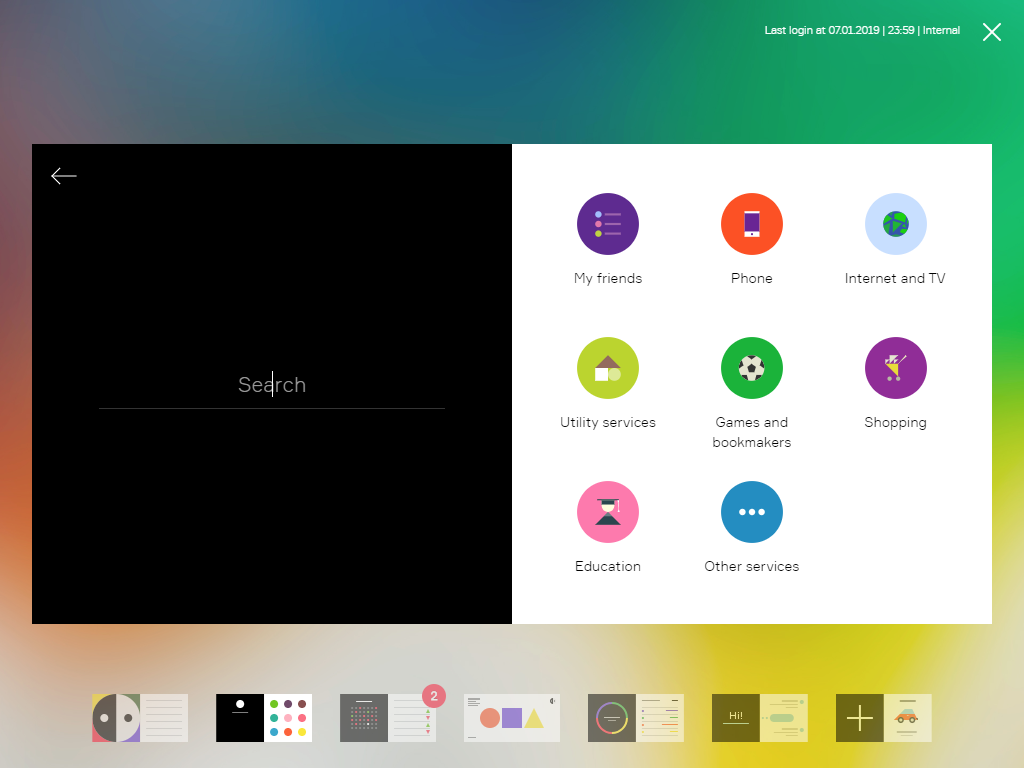 Last login at 07.01.2019 | 23:59 | Internal
Search
My friends
Phone
Internet and TV
Utility services
Games and
bookmakers
Shopping
Education
Other services
2
Hi!